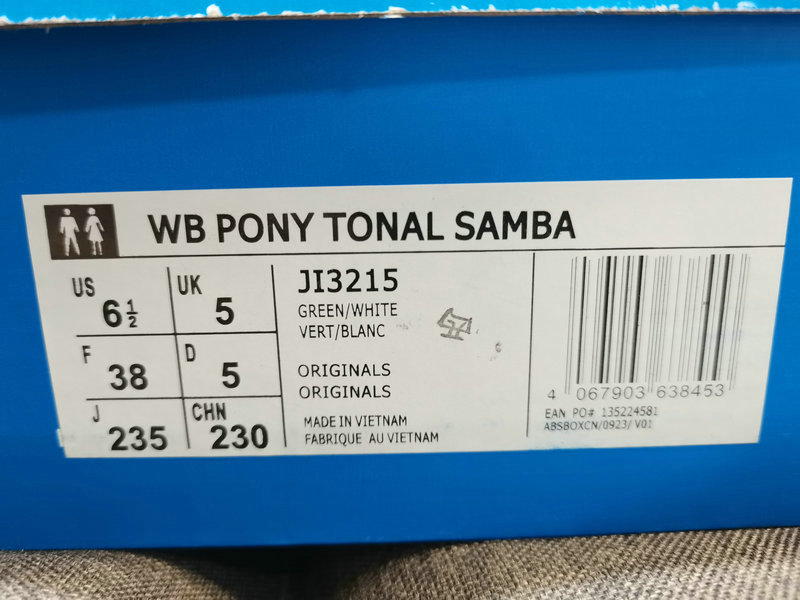 WB PONY TONAL SAMBA
US 6½ UK 5
F 38 D 5
J 235 CHN 230
JI3215
GREEN/WHITE
VERT/BLANC
ORIGINALS
ORIGINALS
MADE IN VIETNAM
FABRIQUE AU VIETNAM
4 067903 638453
EAN PO# 135224581
ABSBOXCN/0923/ V01